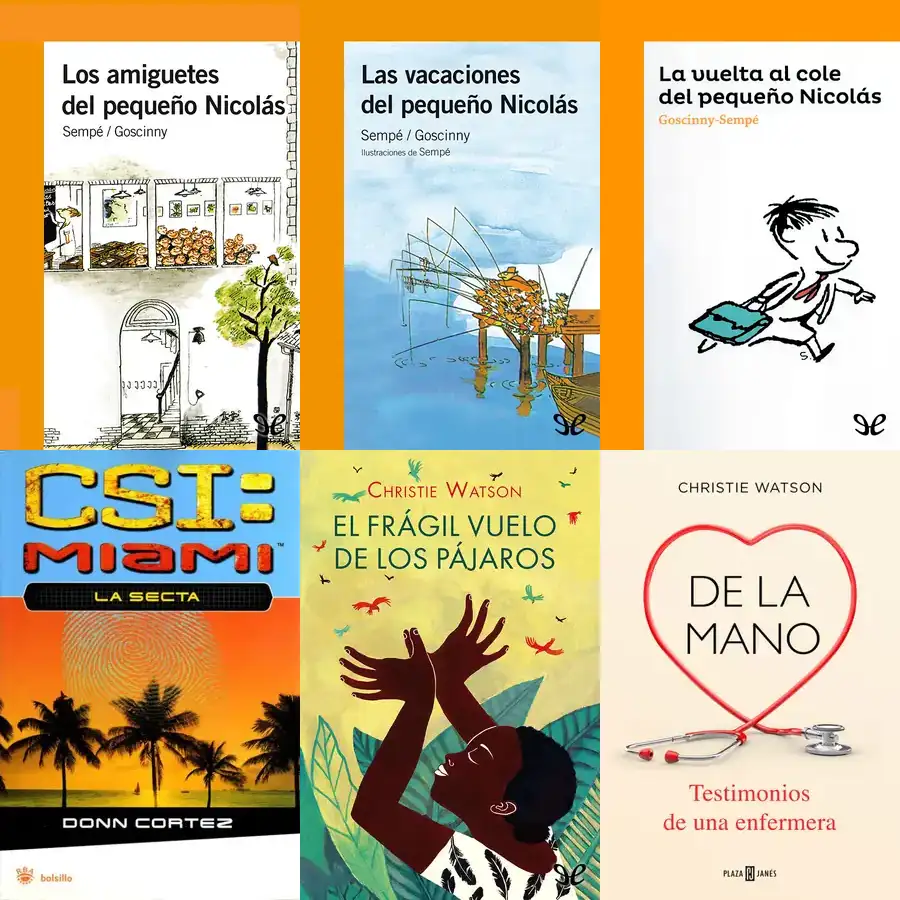 Los amiguetes
del pequeño Nicolás
Sempé / Goscinny
Las vacaciones
del pequeño Nicolás
Sempé / Goscinny
Ilustraciones de Sempé
La vuelta al cole
del pequeño Nicolás
Goscinny-Sempé
S.
CSI:
MIAMI™
LA SECTA
DONN CORTEZ
RBA
bolsillo
CHRISTIE WATSON
EL FRÁGIL VUELO
DE LOS PÁJAROS
CHRISTIE WATSON
DE LA
MANO
Testimonios
de una enfermera
PLAZA JANÉS